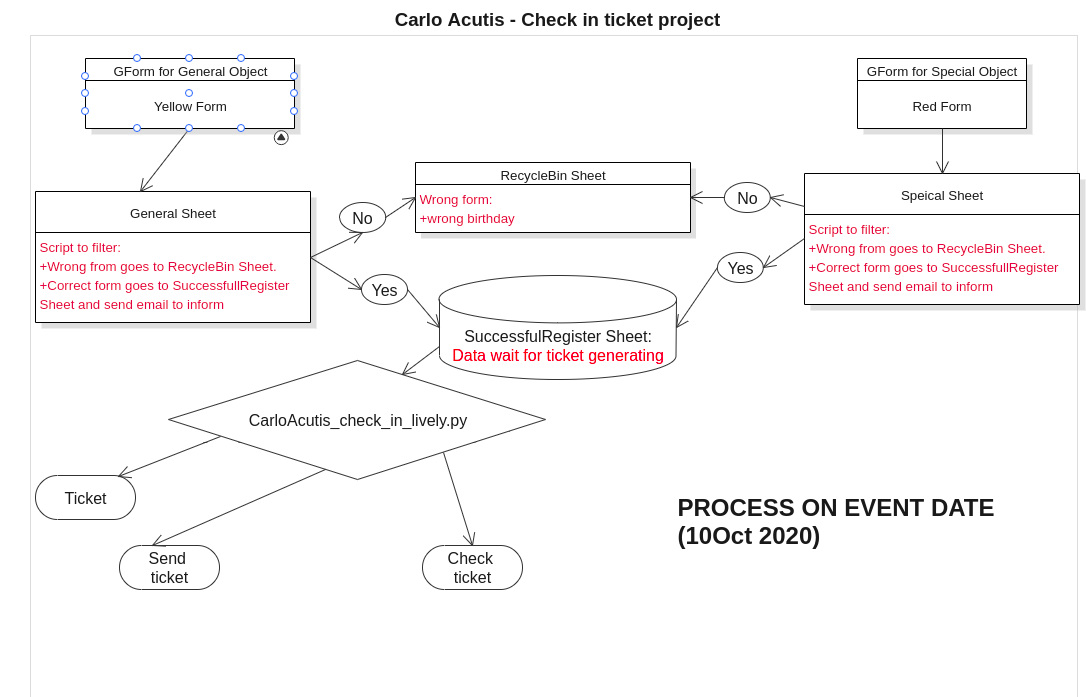 Carlo Acutis - Check in ticket project
GForm for General Object
Yellow Form
GForm for Special Object
Red Form
RecycleBin Sheet
Wrong form:
+wrong birthday
General Sheet
Script to filter:
+Wrong from goes to RecycleBin Sheet.
+Correct form goes to SuccessfullRegister
Sheet and send email to inform
No
Yes
No
Yes
Speical Sheet
Script to filter:
+Wrong from goes to RecycleBin Sheet.
+Correct form goes to SuccessfullRegister
Sheet and send email to inform
SuccessfulRegister Sheet:
Data wait for ticket generating
CarloAcutis_check_in_lively.py
Ticket
Send
ticket
Check
ticket
PROCESS ON EVENT DATE
(10Oct 2020)